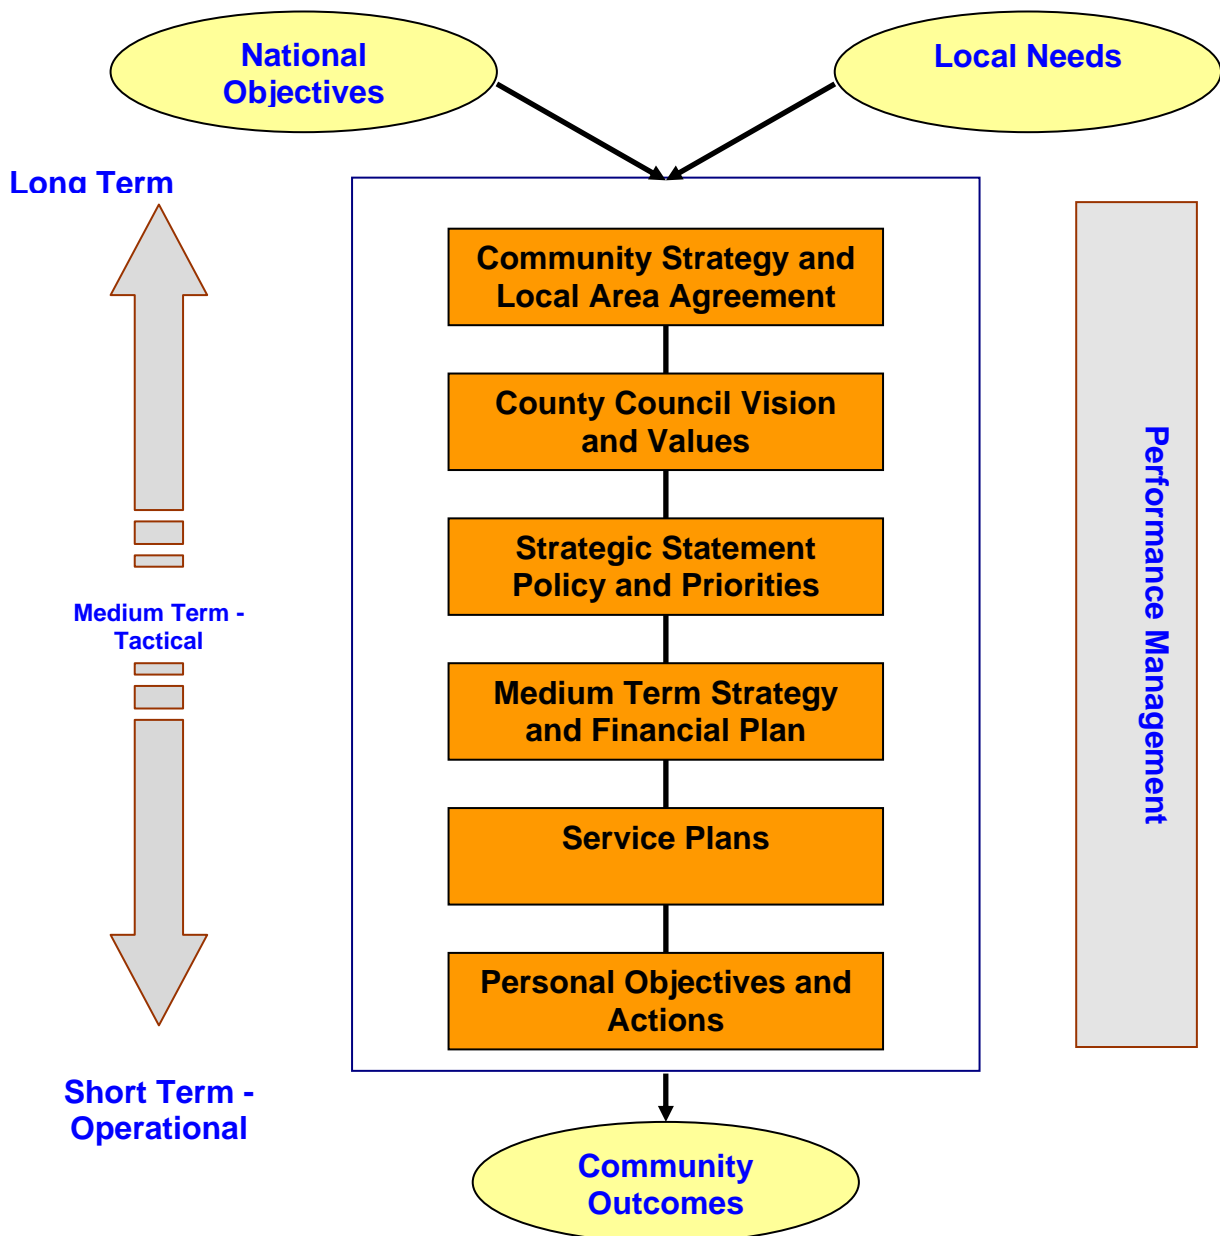 National
Objectives
Local Needs
Long Term
Community Strategy and
Local Area Agreement
County Council Vision
and Values
Strategic Statement
Policy and Priorities
Medium Term -
Tactical
Medium Term Strategy
and Financial Plan
Performance Management
Service Plans
Personal Objectives and
Actions
Short Term -
Operational
Community
Outcomes